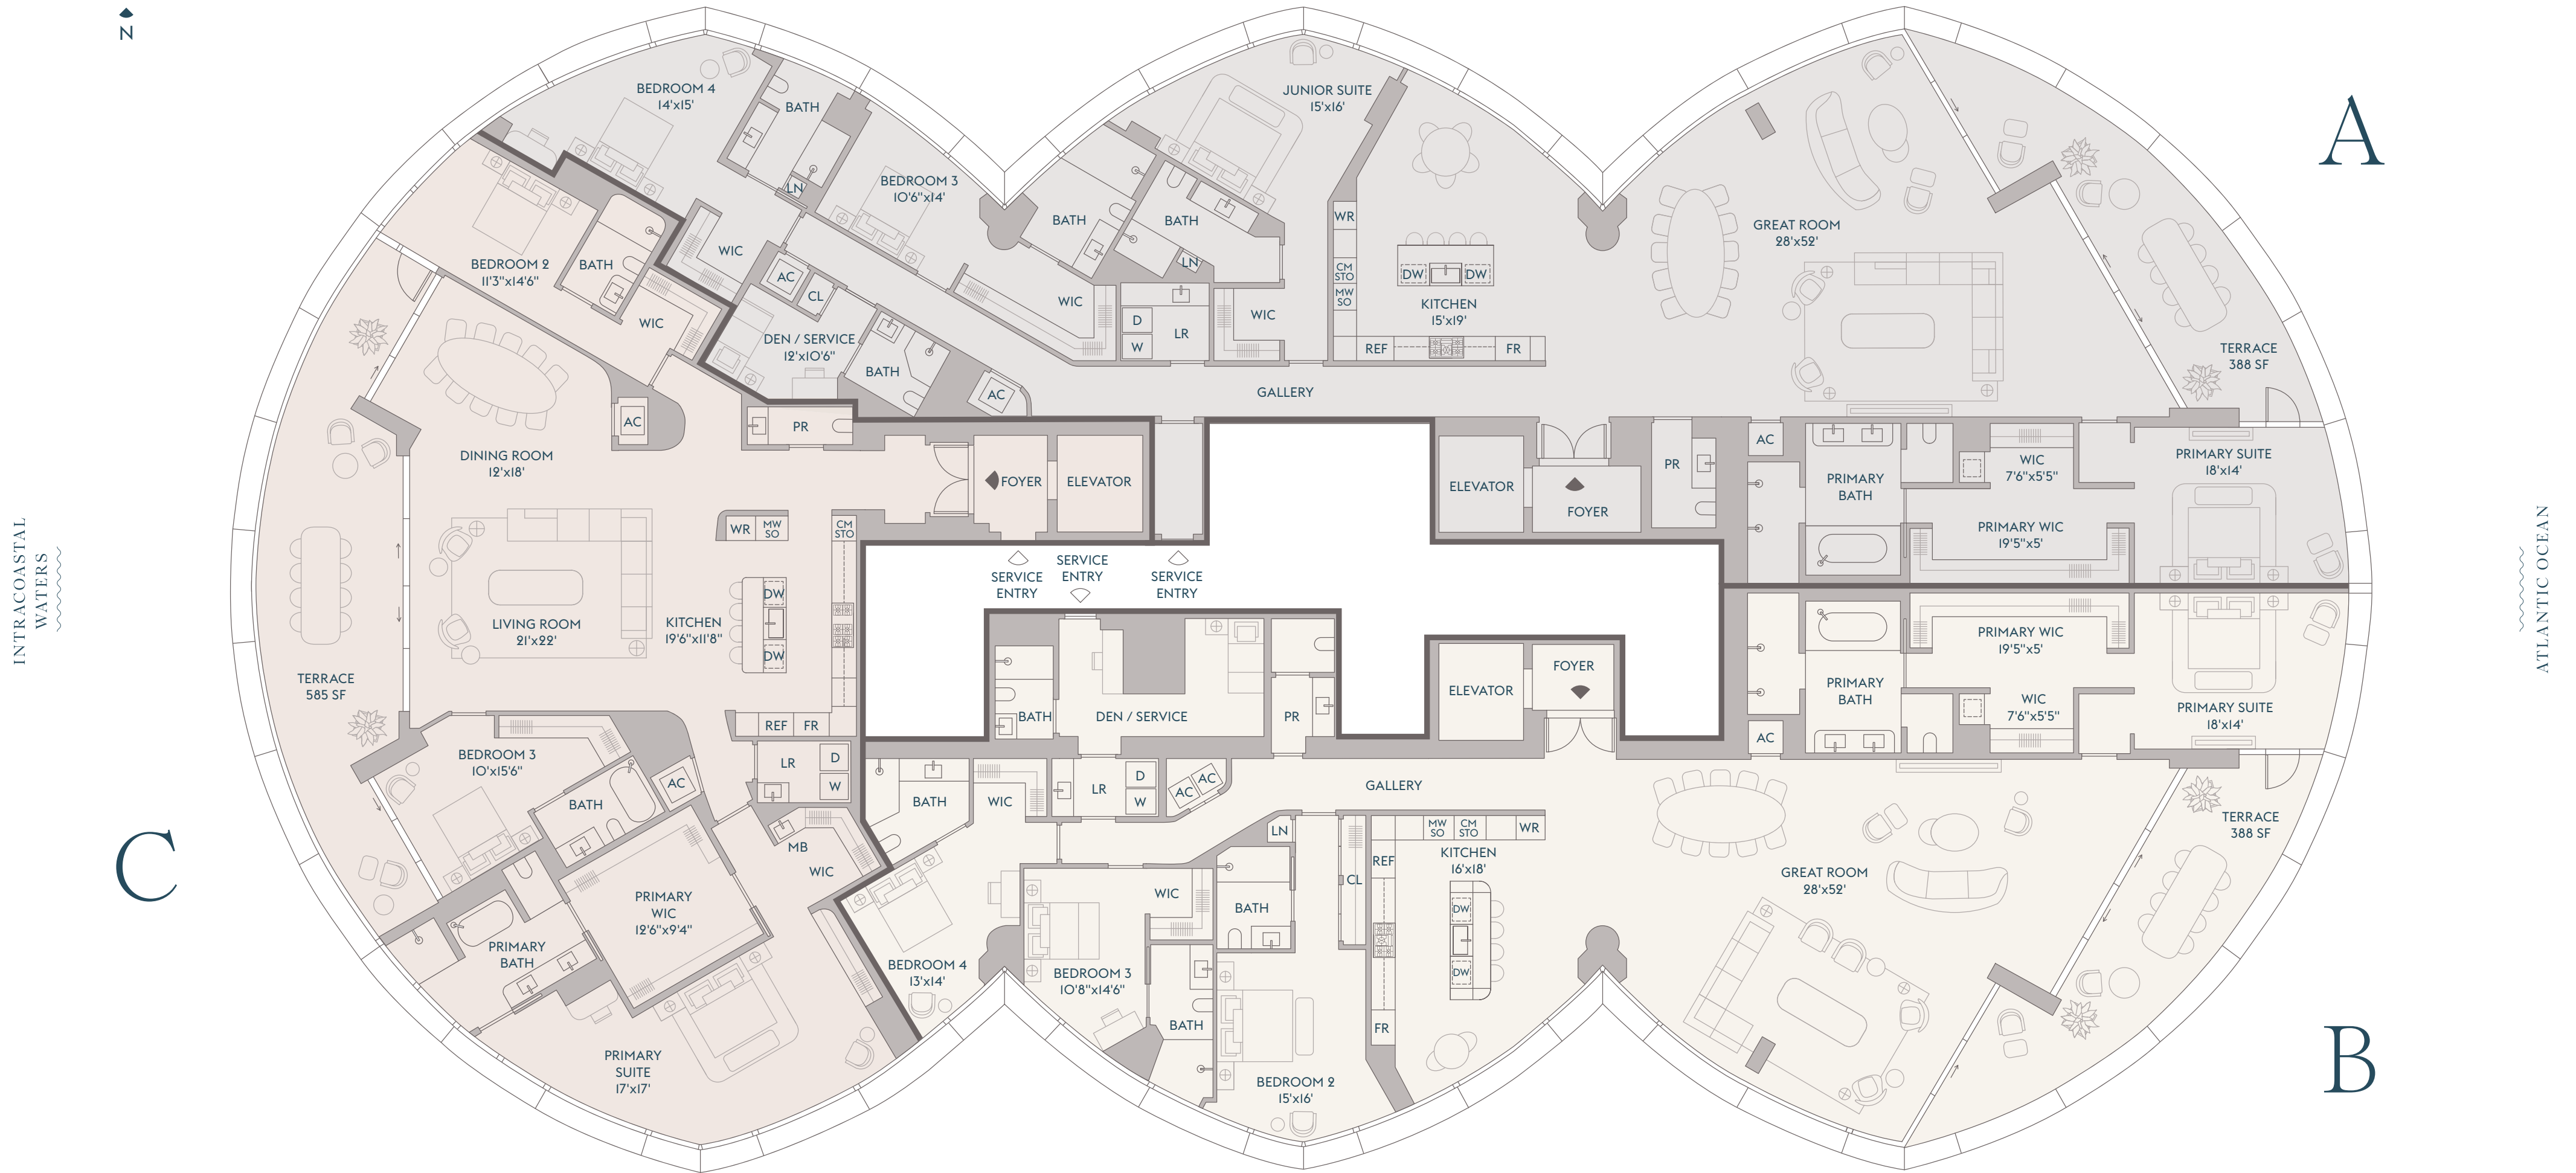 N
A
BEDROOM 4
14'x15'
BATH
LN
BEDROOM 3
10'6"x14'
WIC
AC
CL
DEN / SERVICE
12'x10'6"
BATH
AC
BATH
WIC
JUNIOR SUITE
15'x16'
BATH
LN
D
W
LR
WIC
WR
CM
STO
MW
SO
REF
FR
DW
DW
KITCHEN
15'x19'
GALLERY
GREAT ROOM
28'x52'
TERRACE
388 SF
ELEVATOR
FOYER
PR
AC
PRIMARY
BATH
WIC
7'6"x5'5"
PRIMARY WIC
19'5"x5'
PRIMARY SUITE
18'x14'
BEDROOM 2
11'3"x14'6"
BATH
WIC
DINING ROOM
12'x18'
AC
PR
FOYER
ELEVATOR
WR
MW
SO
CM
STO
LIVING ROOM
21'x22'
KITCHEN
19'6"x11'8"
DW
DW
REF
FR
TERRACE
585 SF
BEDROOM 3
10'x15'6"
BATH
AC
LR
D
W
MB
WIC
PRIMARY
WIC
12'6"x9'4"
PRIMARY
BATH
PRIMARY
SUITE
17'x17'
C
INTRACOASTAL
WATERS
SERVICE
ENTRY
SERVICE
ENTRY
SERVICE
ENTRY
BATH
DEN / SERVICE
PR
ELEVATOR
FOYER
AC
PRIMARY
BATH
PRIMARY WIC
19'5"x5'
WIC
7'6"x5'5"
PRIMARY SUITE
18'x14'
BATH
WIC
LR
D
W
AC
AC
GALLERY
LN
CL
MW
SO
CM
STO
WR
REF
KITCHEN
16'x18'
DW
DW
FR
BEDROOM 4
13'x14'
WIC
BEDROOM 3
10'8"x14'6"
BATH
BATH
BEDROOM 2
15'x16'
GREAT ROOM
28'x52'
TERRACE
388 SF
B
ATLANTIC OCEAN